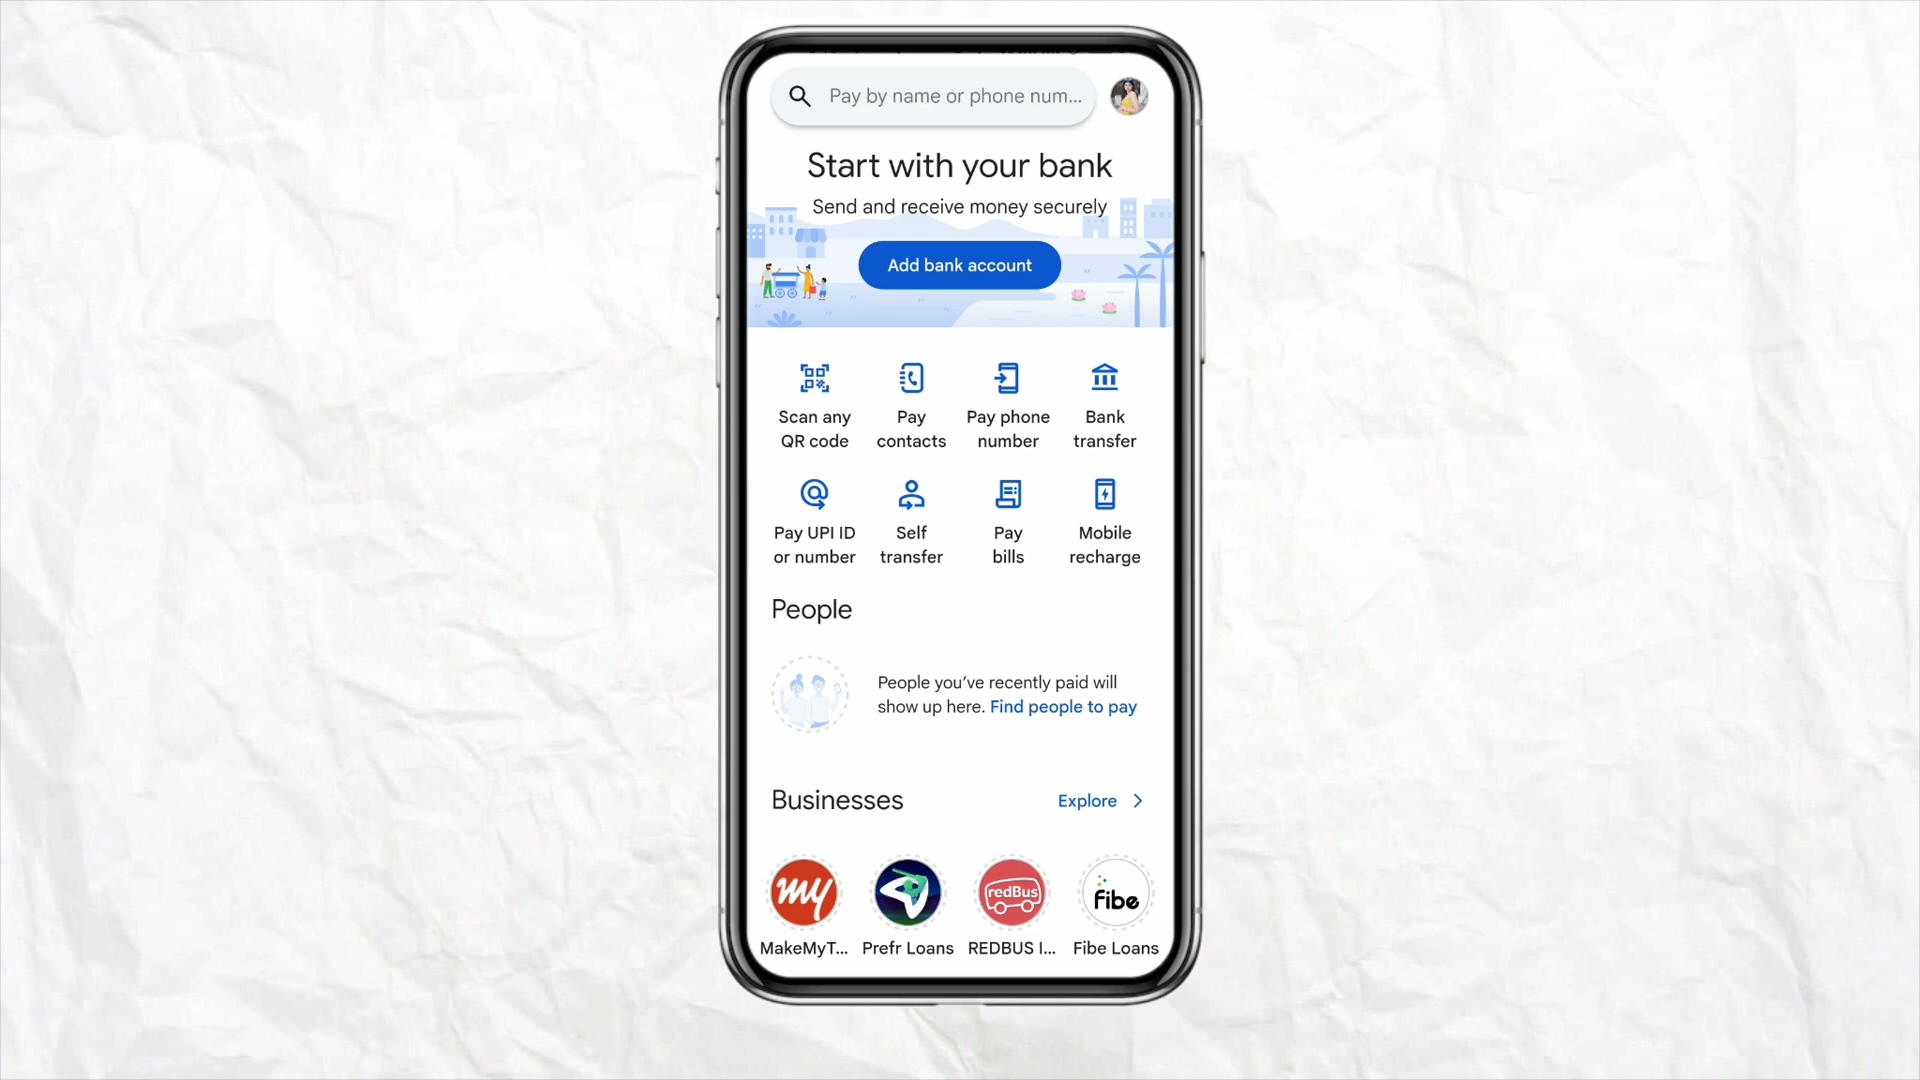 Pay by name or phone num...
Start with your bank
Send and receive money securely
Add bank account
Scan any
QR code
Pay
contacts
Pay phone
number
Bank
transfer
Pay UPI ID
or number
Self
transfer
Pay
bills
Mobile
recharge
People
People you’ve recently paid will
show up here. Find people to pay
Businesses
Explore
my
redBus
fibe
MakeMyT...
Prefr Loans
REDBUS I...
Fibe Loans